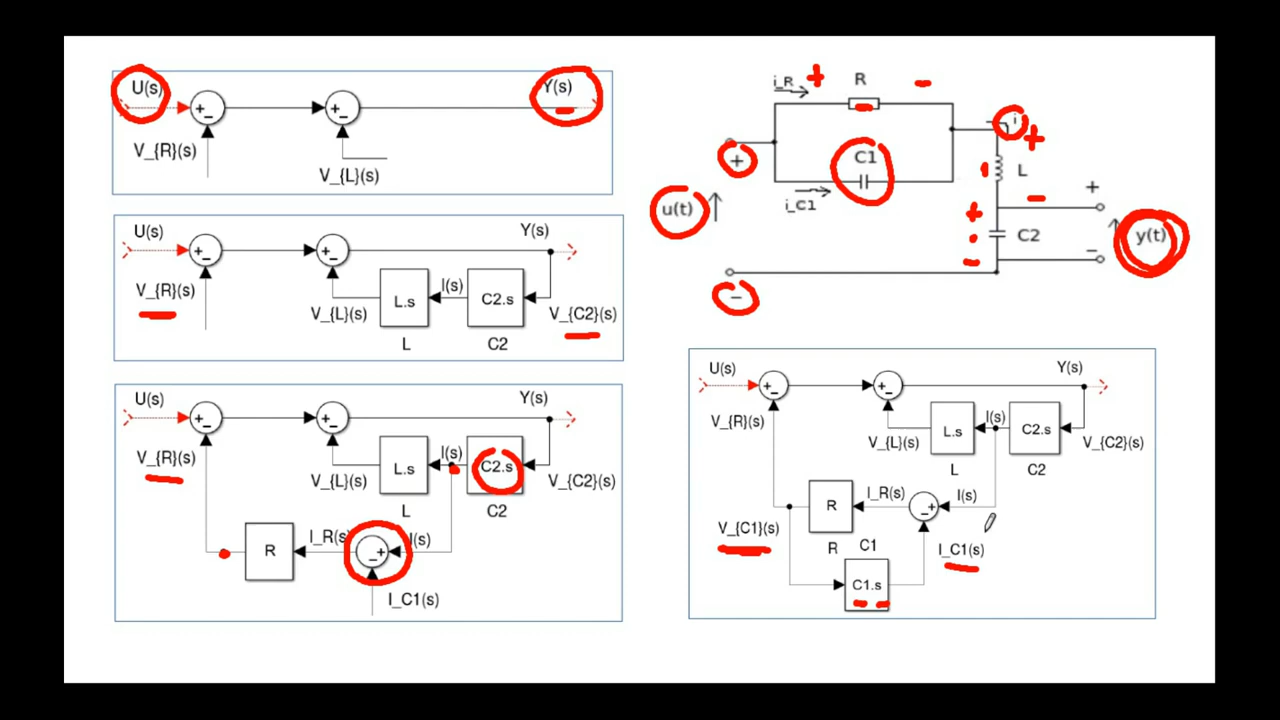 U(s)
Y(s)
+
_
+
_
V_{R}(s)
V_{L}(s)
U(s)
Y(s)
+
_
+
_
V_{R}(s)
V_{L}(s)
L.s
I(s)
C2.s
V_{C2}(s)
L
C2
U(s)
Y(s)
+
_
+
_
V_{R}(s)
V_{L}(s)
L.s
I(s)
C2.s
V_{C2}(s)
L
C2
R
I_R(s)
_+
I(s)
I_C1(s)
i_R
+
R
-
i
+
+
C1
L
i_C1
-
+
u(t)
+
C2
y(t)
-
-
-
U(s)
Y(s)
+
_
+
_
V_{R}(s)
V_{L}(s)
L.s
I(s)
C2.s
V_{C2}(s)
L
C2
R
I_R(s)
_+
I(s)
V_{C1}(s)
R
C1
I_C1(s)
C1.s